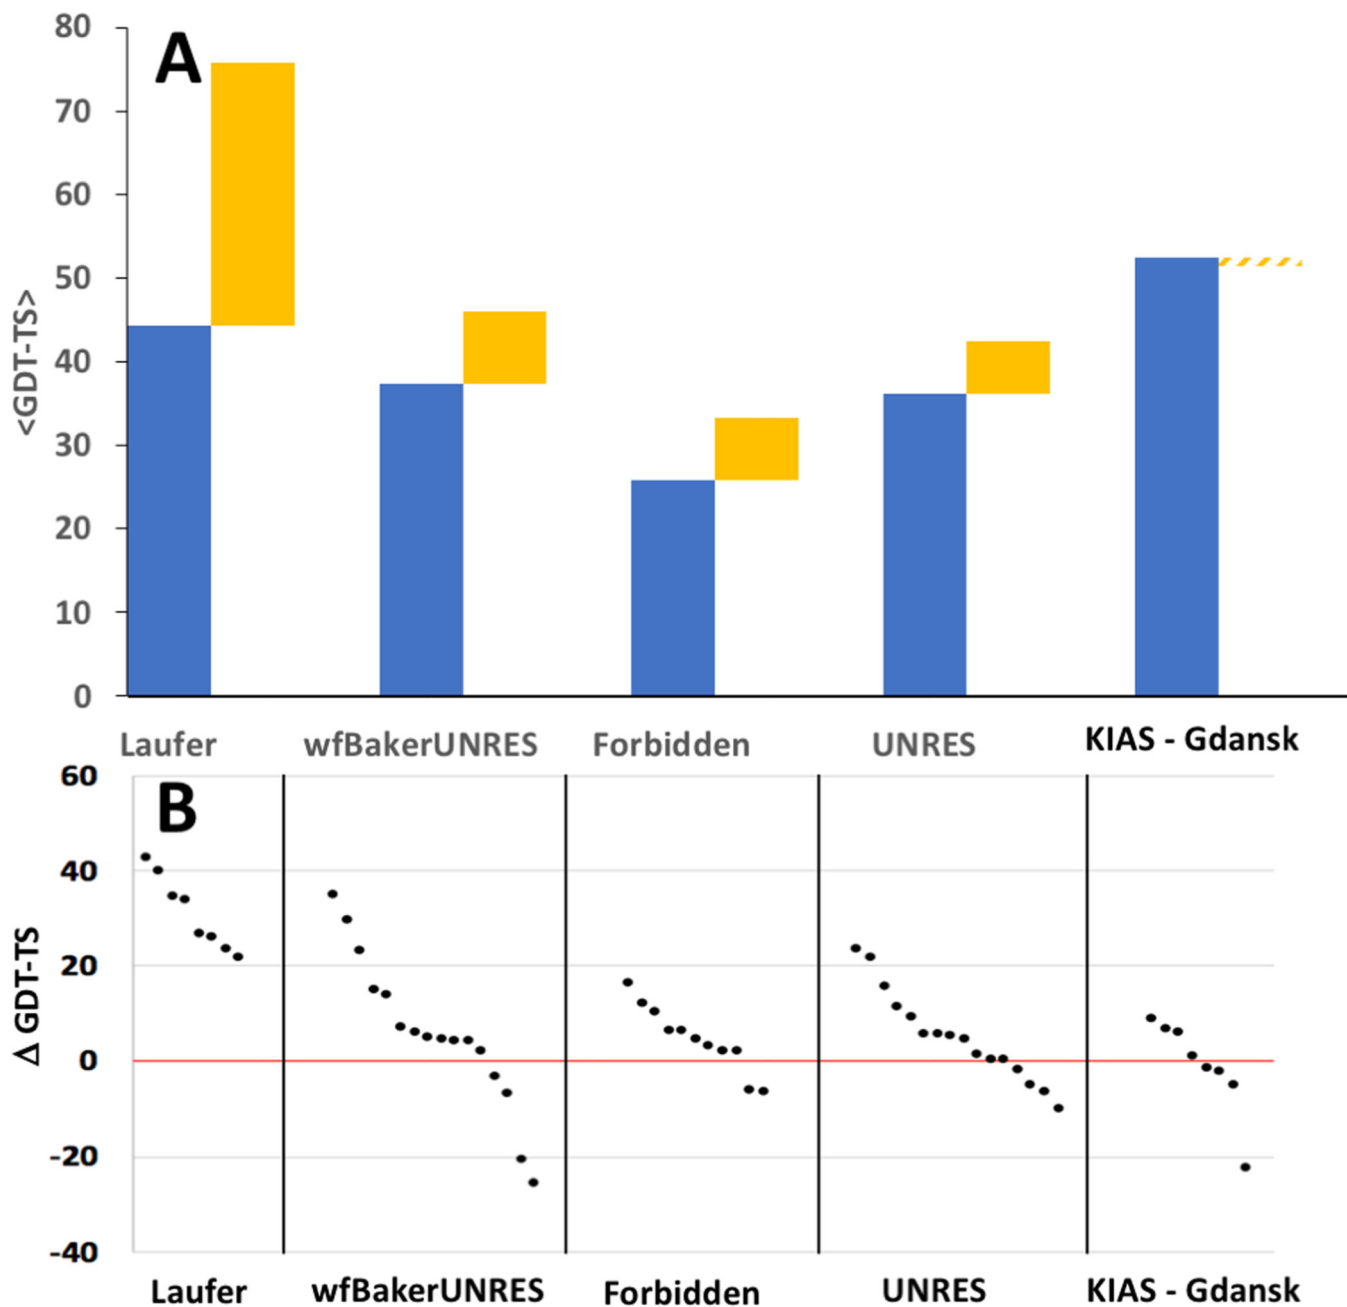 A
80
70
60
50
40
30
20
10
0
<GDT-TS>
Laufer wfBakerUNRES Forbidden UNRES KIAS - Gdansk
B
60
40
20
0
-20
-40
Δ GDT-TS
Laufer wfBakerUNRES Forbidden UNRES KIAS - Gdansk